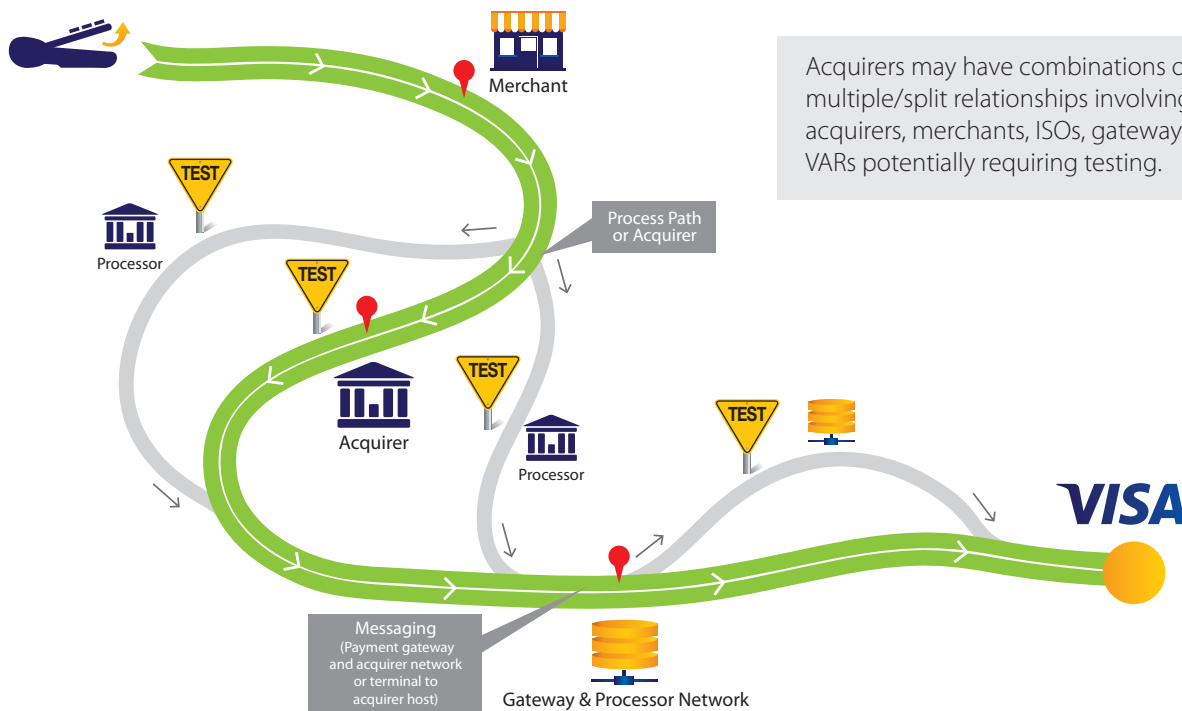 Merchant
Acquirers may have combinations
multiple/split relationships involving
acquirers, merchants, ISOs, gateway
VARs potentially requiring testing.
TEST
Processor
Process Path
or Acquirer
TEST
Acquirer
TEST
Processor
TEST
VISA
Messaging
(Payment gateway
and acquirer network
or terminal to
acquirer host)
Gateway & Processor Network